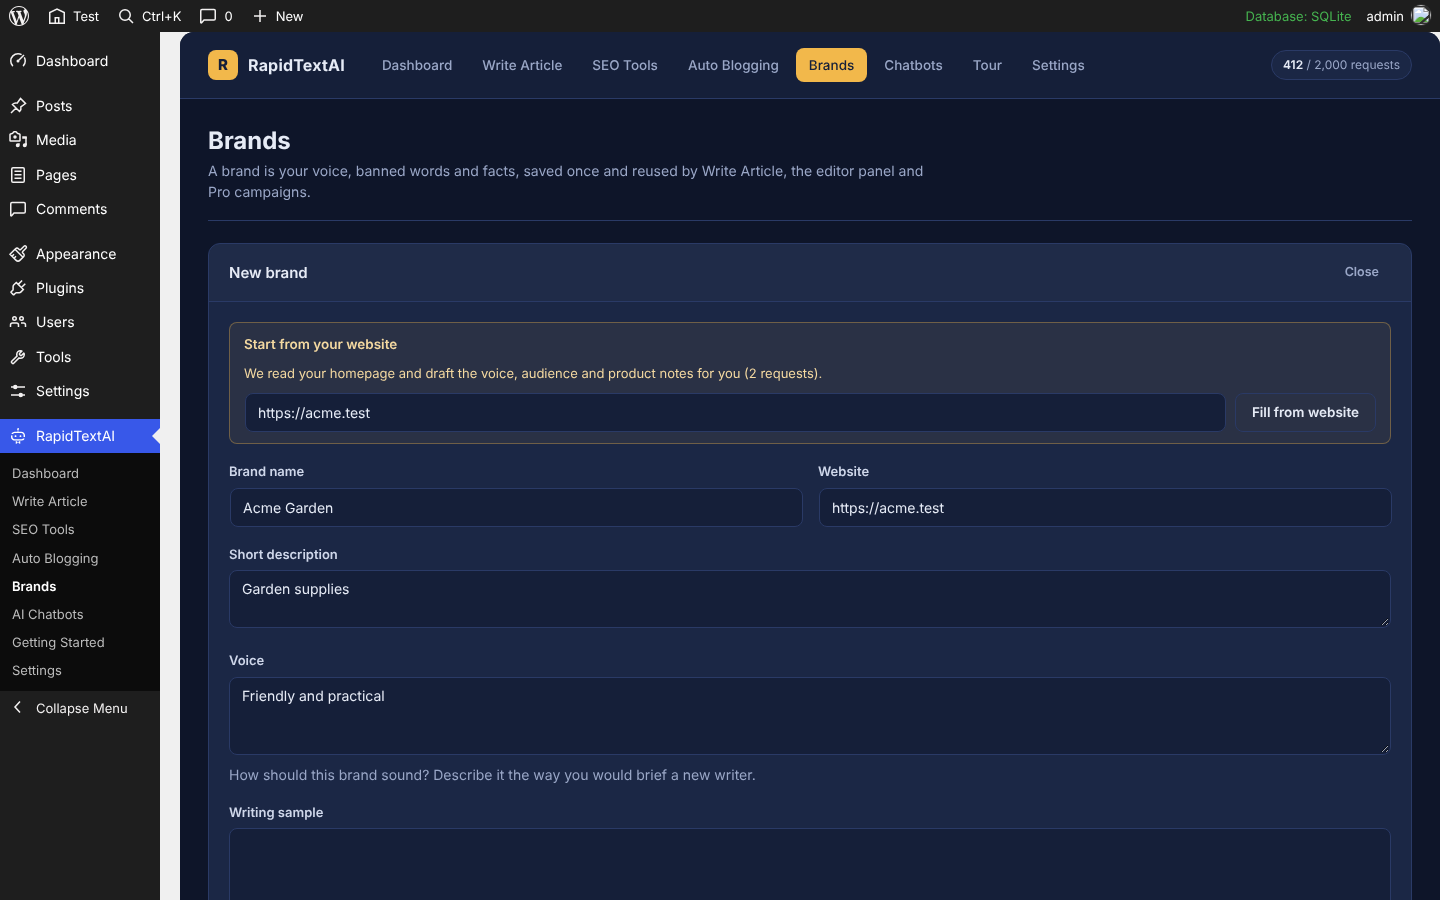 Test
Ctrl+K
0
New
Database: SQLite
admin
Dashboard
Posts
Media
Pages
Comments
Appearance
Plugins
Users
Tools
Settings
RapidTextAI
Dashboard
Write Article
SEO Tools
Auto Blogging
Brands
AI Chatbots
Getting Started
Settings
Collapse Menu
R RapidTextAI
Dashboard
Write Article
SEO Tools
Auto Blogging
Brands
Chatbots
Tour
Settings
412 / 2,000 requests
Brands
A brand is your voice, banned words and facts, saved once and reused by Write Article, the editor panel and
Pro campaigns.
New brand
Close
Start from your website
We read your homepage and draft the voice, audience and product notes for you (2 requests).
https://acme.test
Fill from website
Brand name
Acme Garden
Website
https://acme.test
Short description
Garden supplies
Voice
Friendly and practical
How should this brand sound? Describe it the way you would brief a new writer.
Writing sample